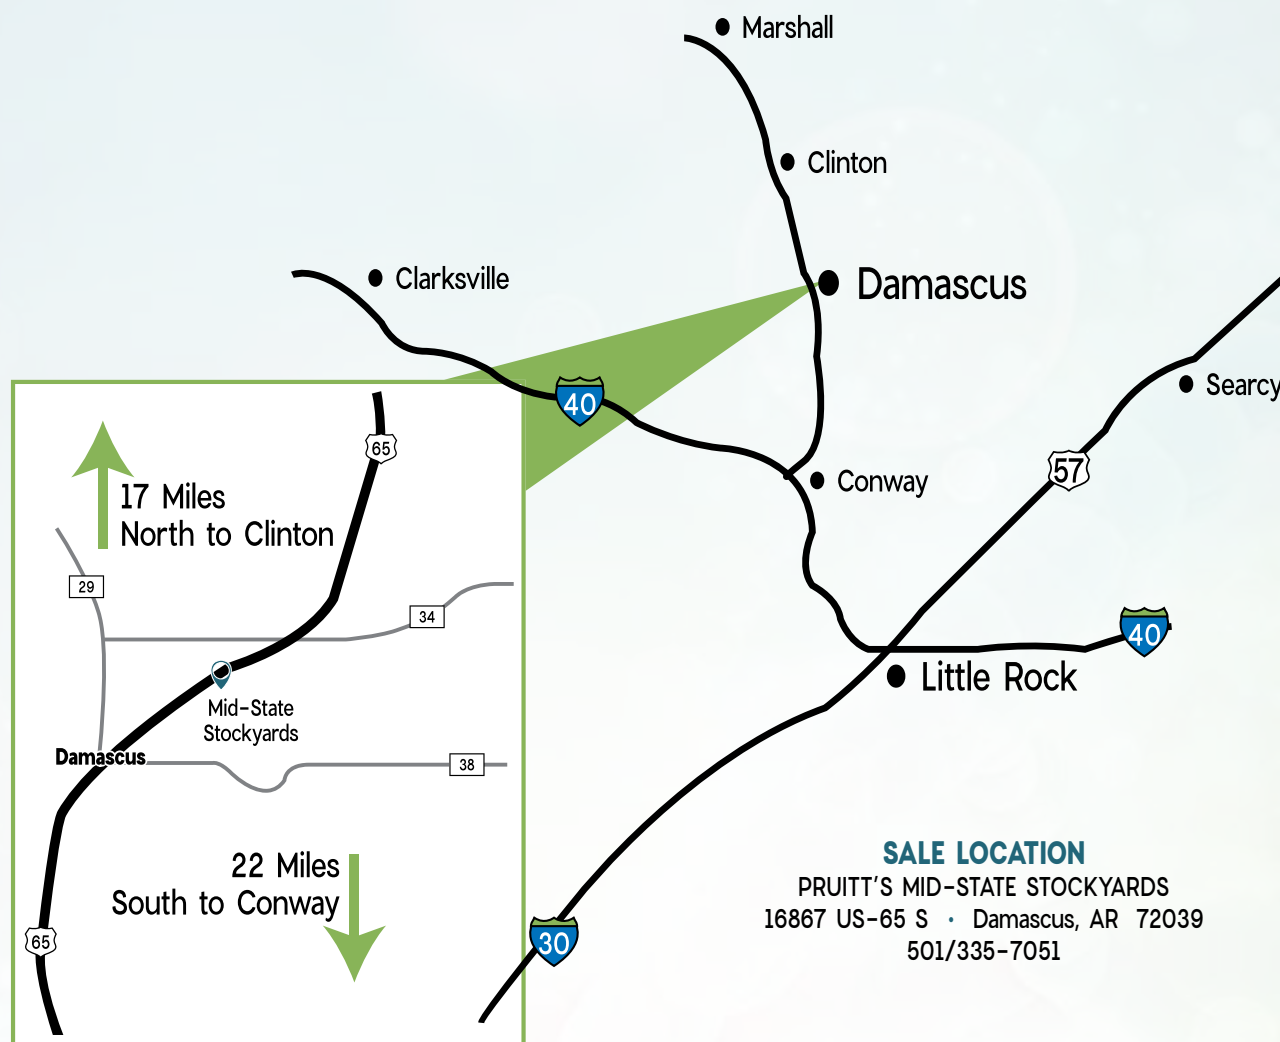 Marshall
Clinton
Clarksville
Damascus
40
Searcy
57
Conway
40
Little Rock
30
65
17 Miles
North to Clinton
29
34
Mid-State
Stockyards
Damascus
38
22 Miles
South to Conway
65
SALE LOCATION
PRUITT'S MID-STATE STOCKYARDS
16867 US-65 S • Damascus, AR 72039
501/335-7051